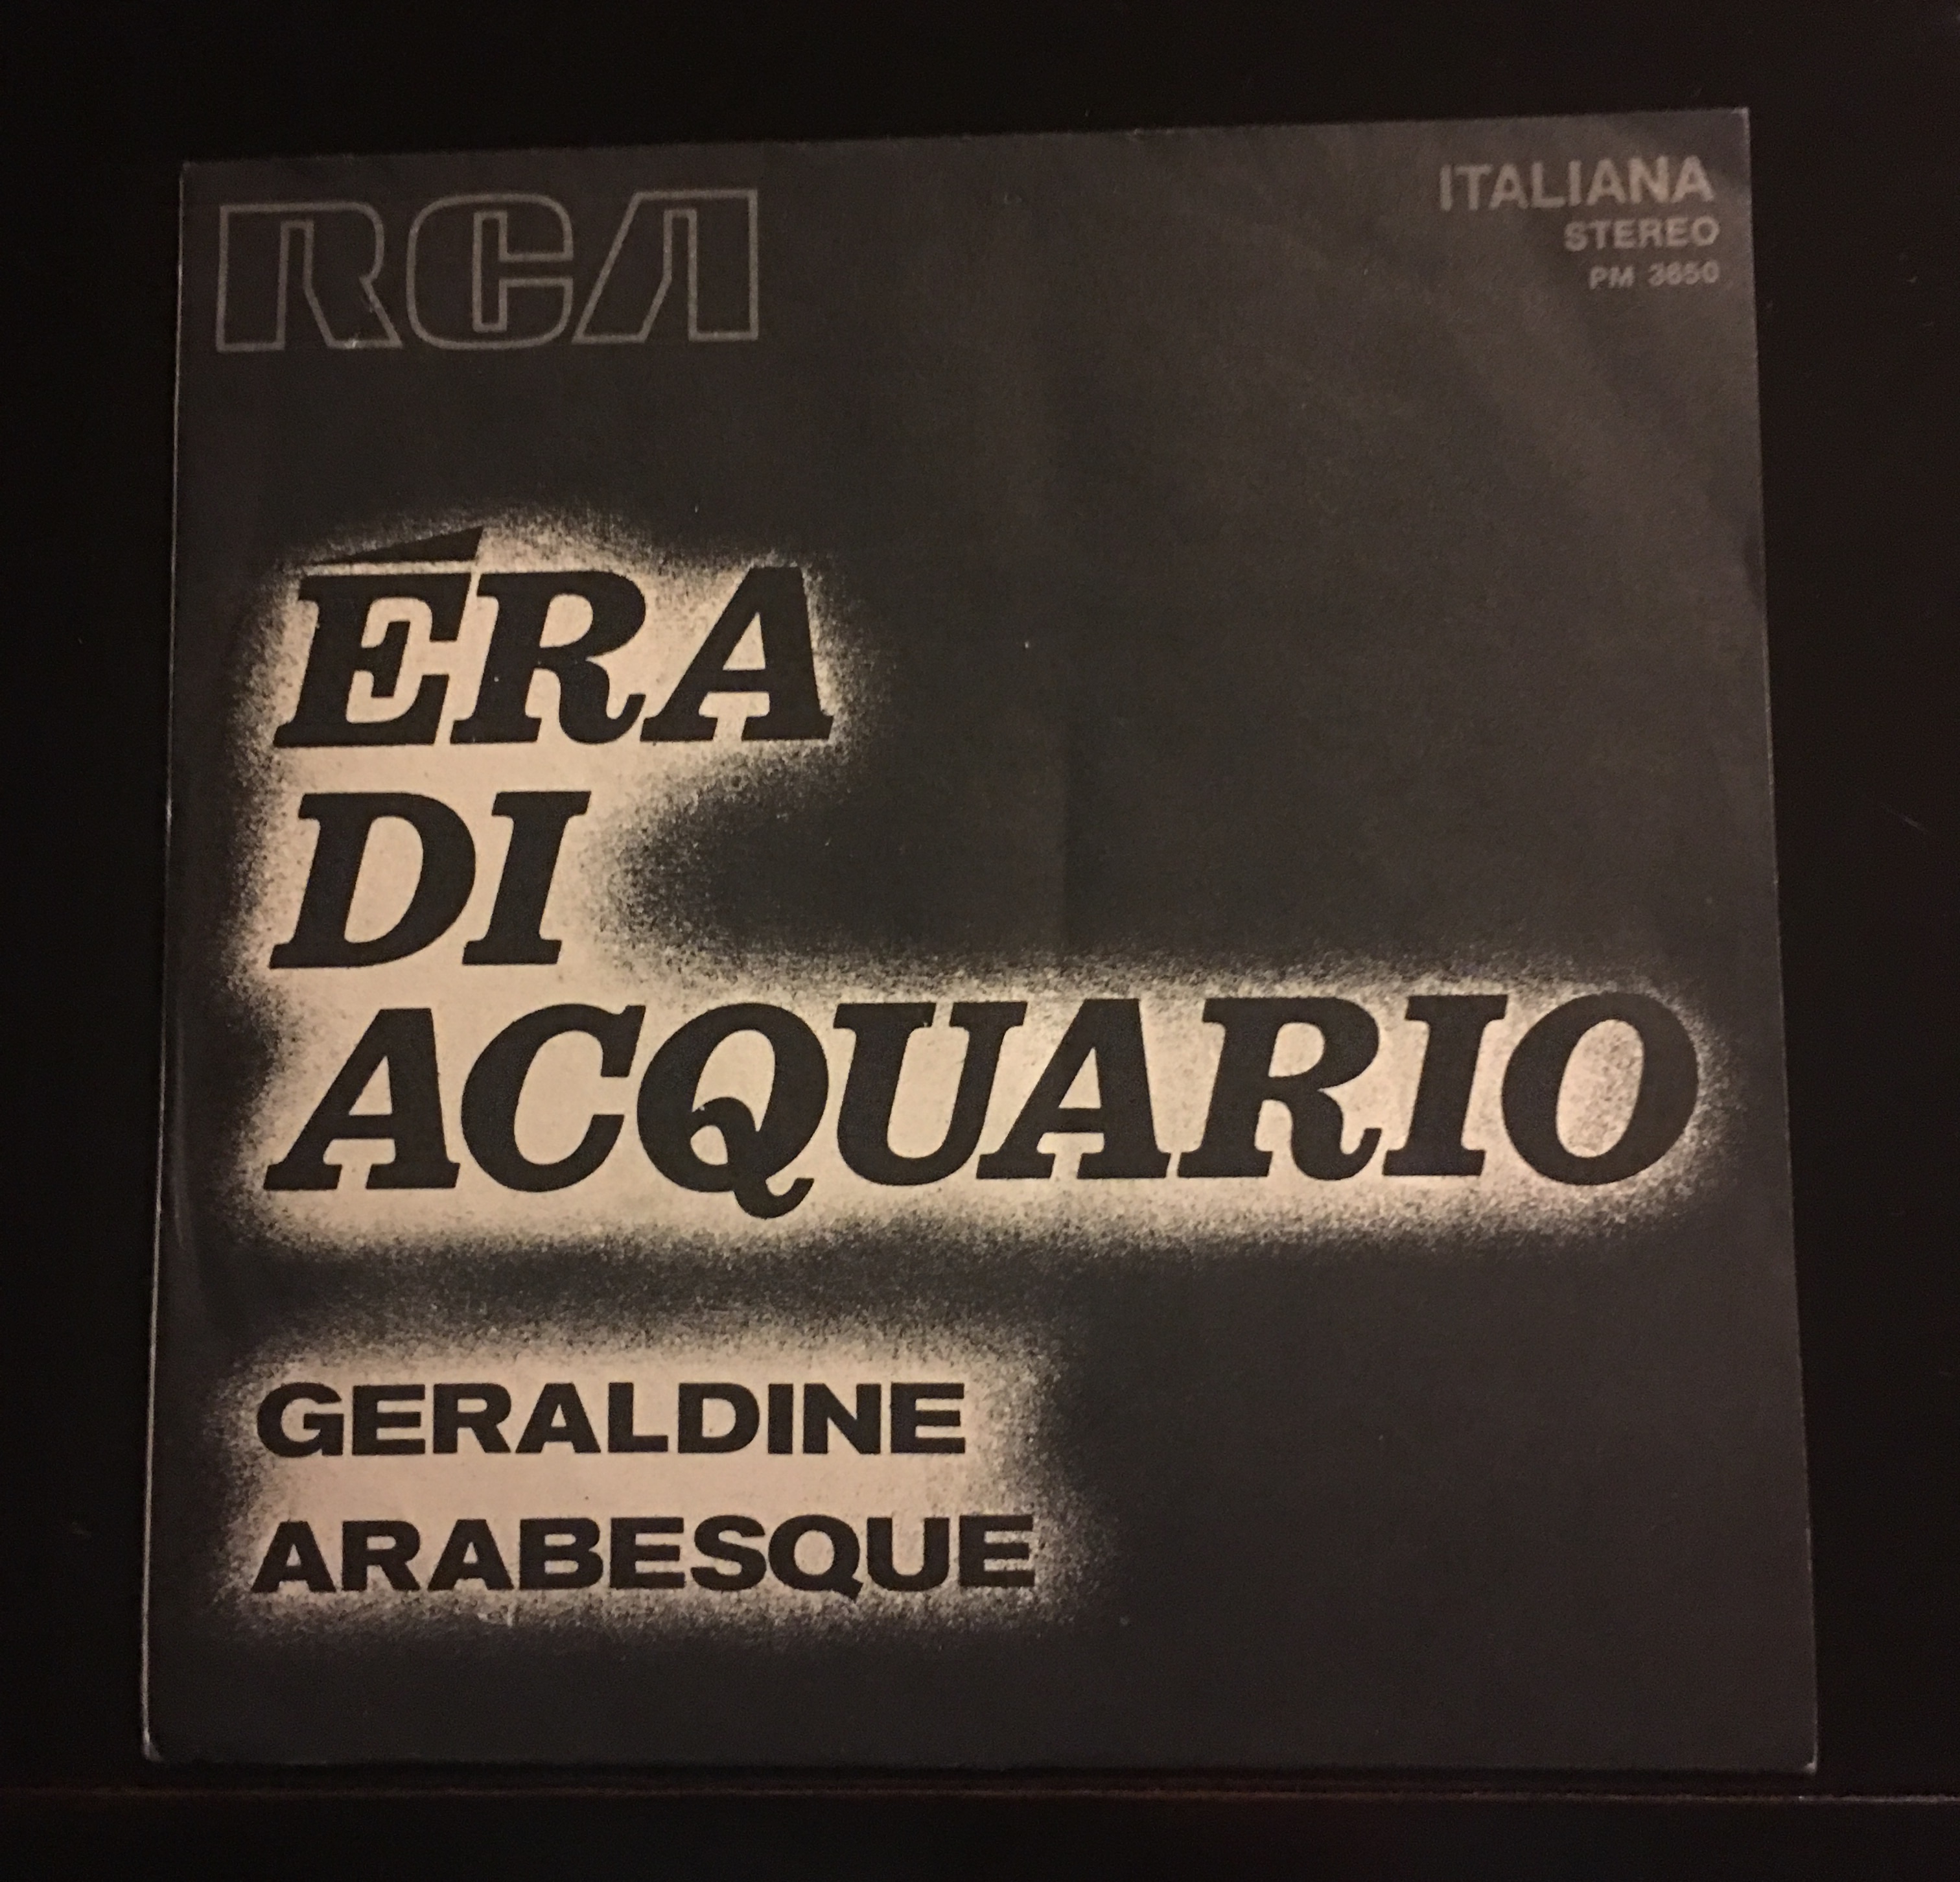 RCA
ITALIANA
STEREO
PM 3650
ÉRA
DI
ACQUARIO
GERALDINE
ARABESQUE